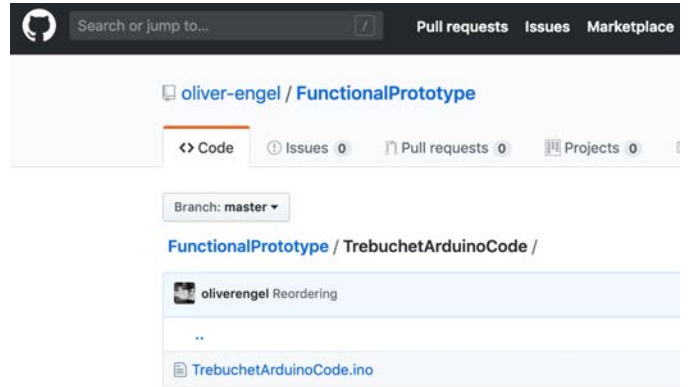 Search or jump to... / Pull requests Issues Marketplace
oliver-engel / FunctionalPrototype
<> Code Issues 0 Pull requests 0 Projects 0
Branch: master
FunctionalPrototype / TrebuchetArduinoCode /
oliverengel Reordering
..
TrebuchetArduinoCode.ino